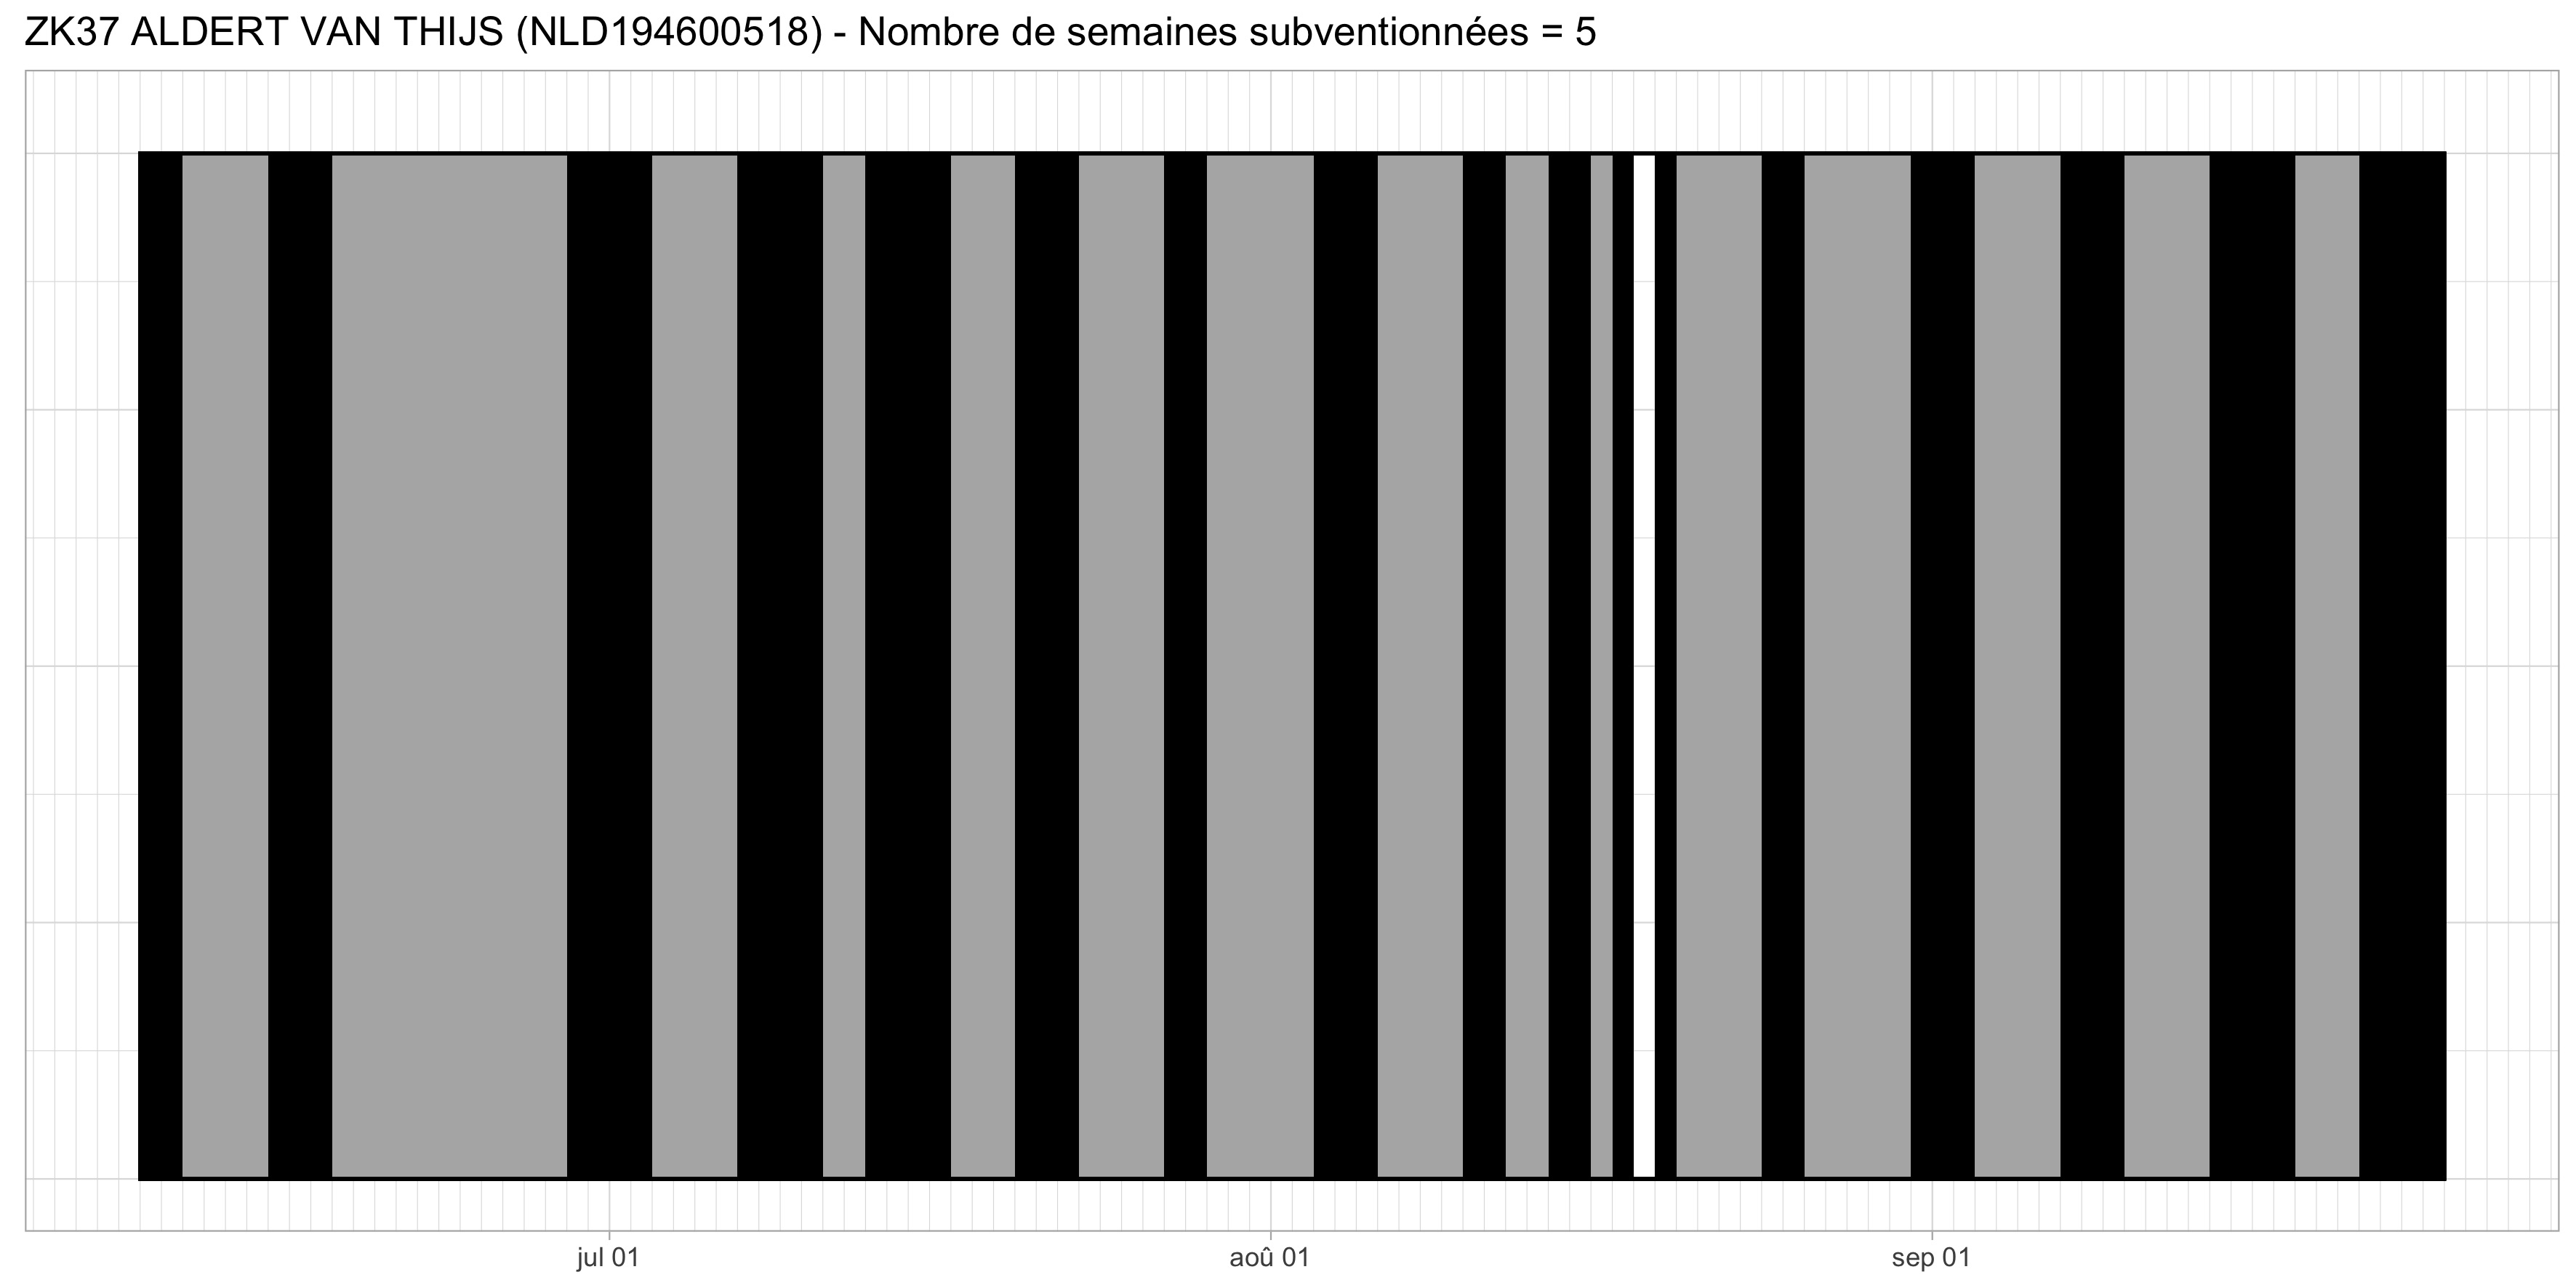 ZK37 ALDERT VAN THIJS (NLD194600518) - Nombre de semaines subventionnées = 5
jul 01
aoû 01
sep 01